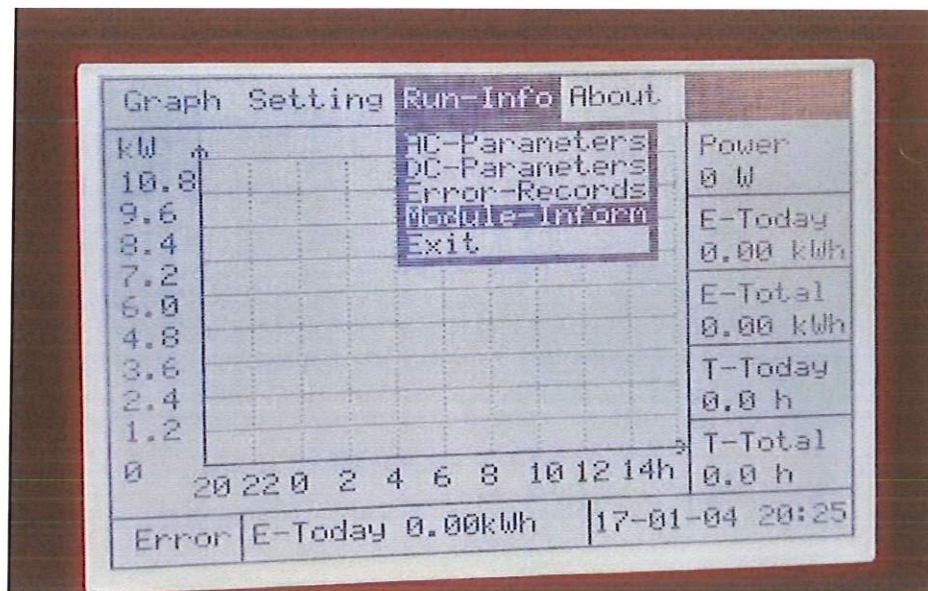 Graph Setting Run-Info About
AC-Parameters
DC-Parameters
Error-Records
Module-Inform
Exit
kW
10.8
9.6
8.4
7.2
6.0
4.8
3.6
2.4
1.2
0
20 22 0 2 4 6 8 10 12 14h
Power
0 W
E-Today
0.00 kWh
E-Total
0.00 kWh
T-Today
0.0 h
T-Total
0.0 h
Error E-Today 0.00kWh 17-01-04 20:25